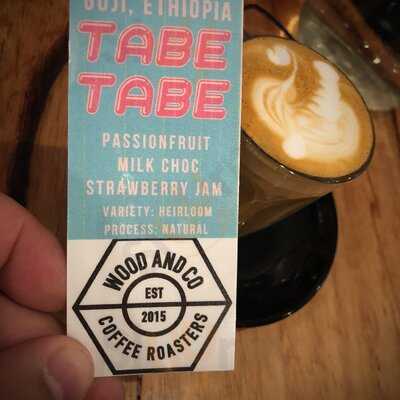 GUJI, ETHIOPIA
TABE
TABE
PASSIONFRUIT
MILK CHOC
STRAWBERRY JAM
VARIETY: HEIRLOOM
PROCESS: NATURAL
WOOD AND CO
EST
2015
COFFEE ROASTERS